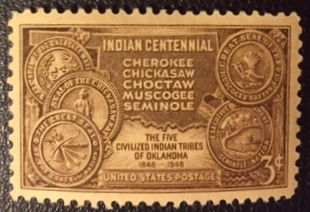 INDIAN CENTENNIAL
CHEROKEE
CHICKASAW
CHOCTAW
MUSCOGEE
SEMINOLE
THE FIVE
CIVILIZED INDIAN TRIBES
OF OKLAHOMA
1848 - 1948
UNITED STATES POSTAGE
3¢